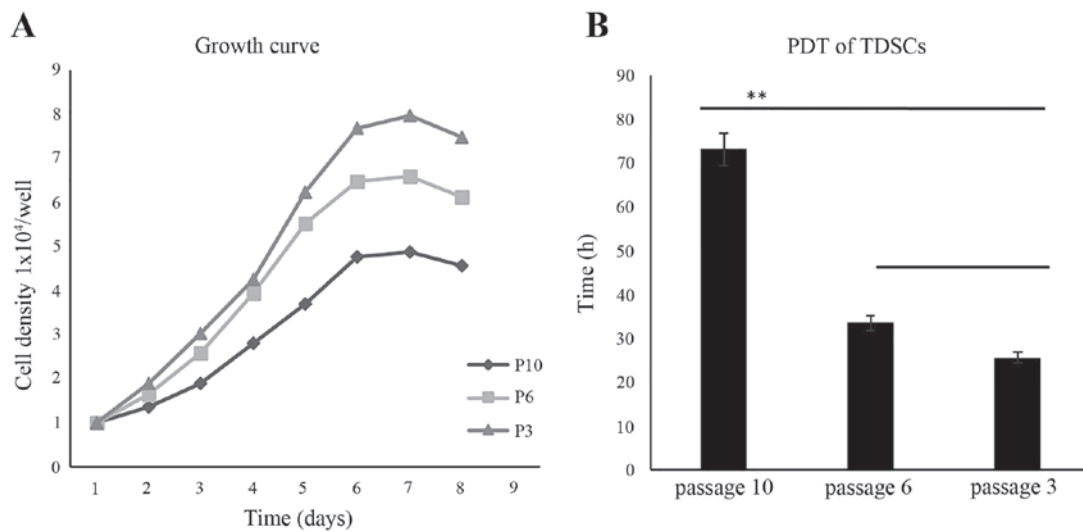 A
Growth curve
Cell density 1x10⁴/well
9
8
7
6
5
4
3
2
1
0
1 2 3 4 5 6 7 8 9
Time (days)
P10
P6
P3
B
PDT of TDSCs
Time (h)
90
80
70
60
50
40
30
20
10
0
**
passage 10 passage 6 passage 3